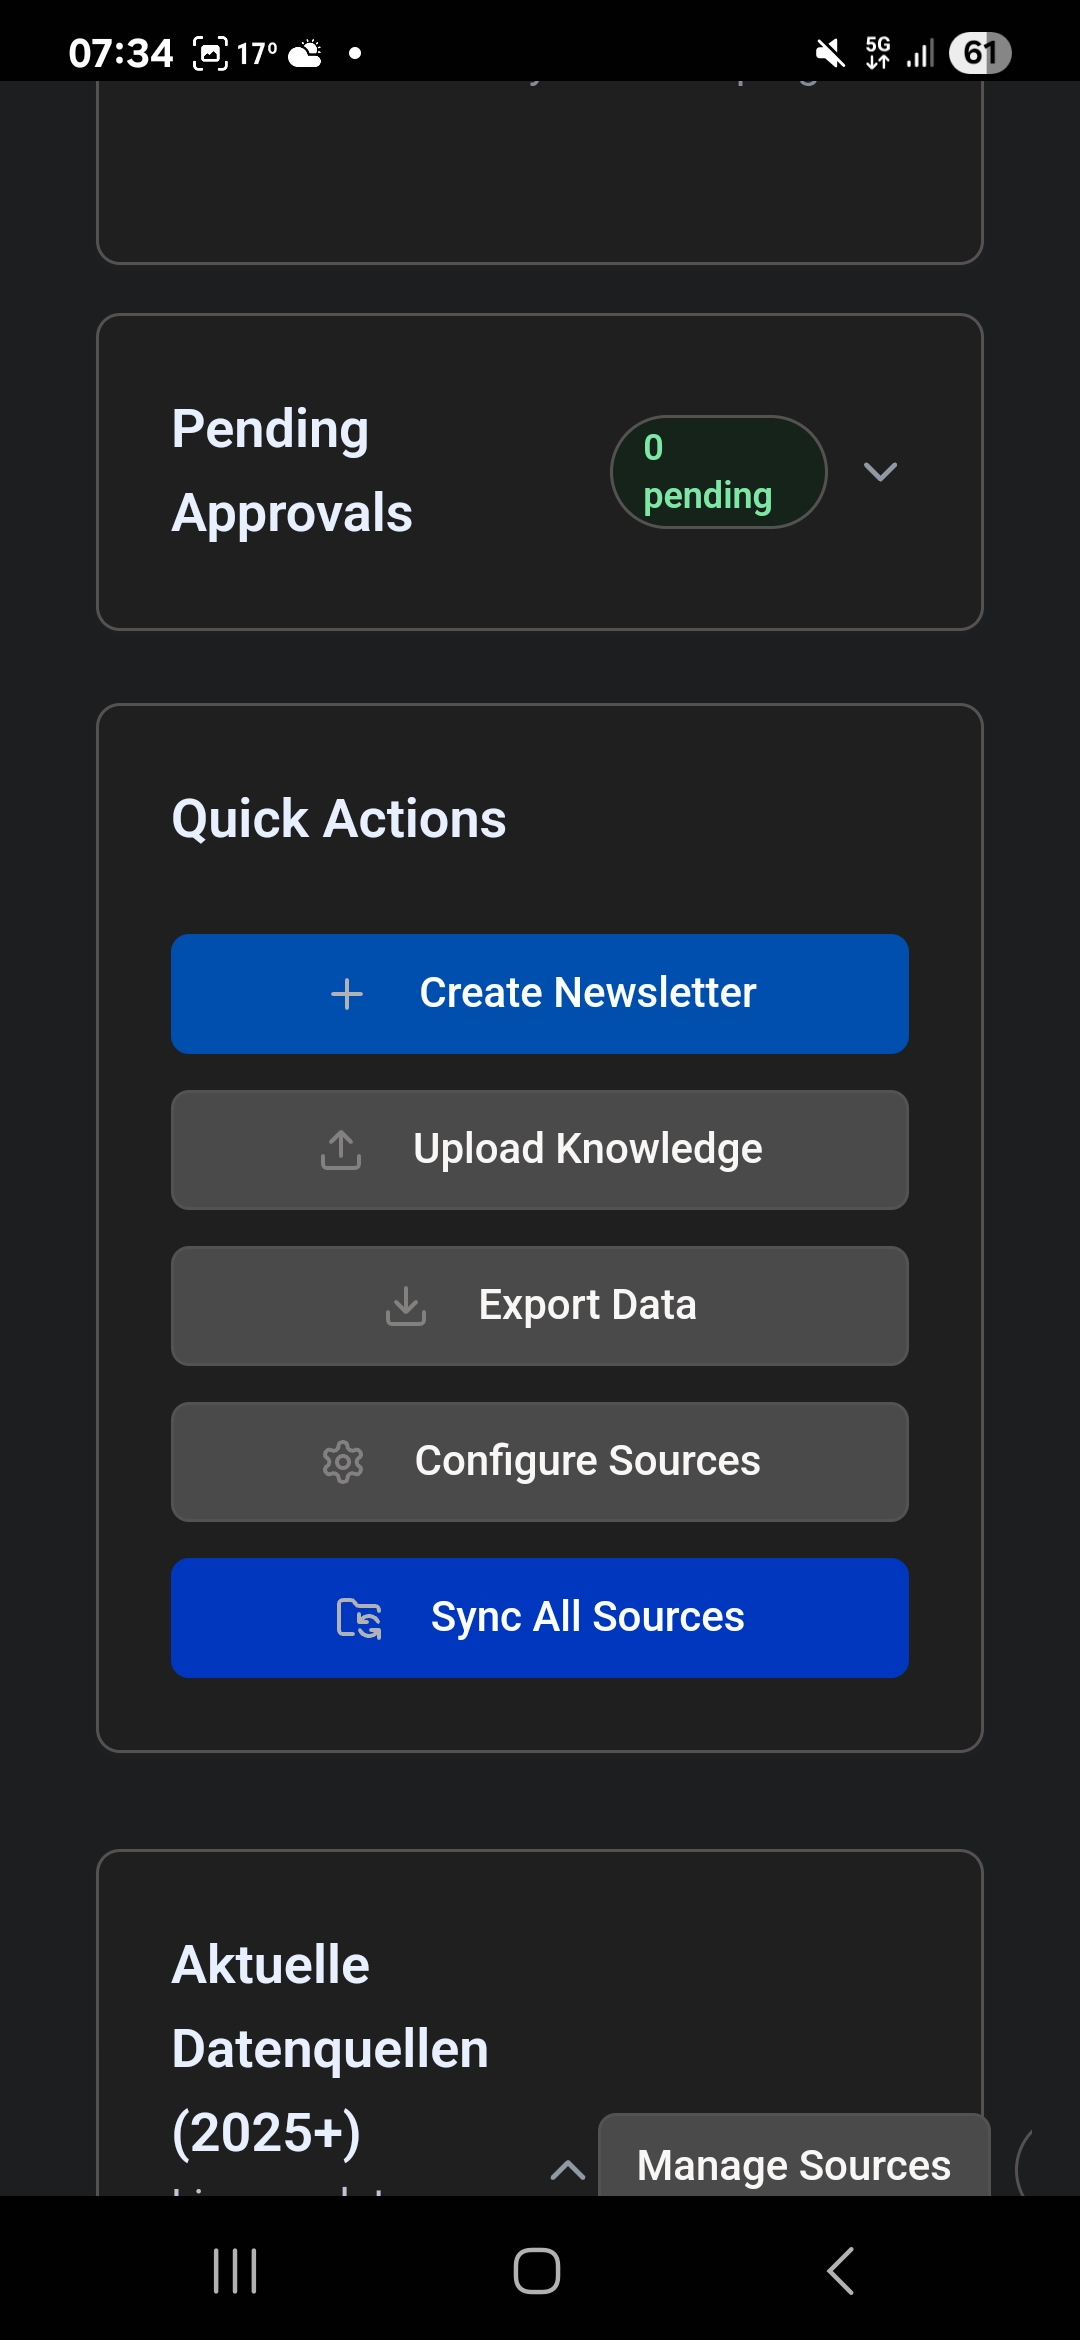 07:34 17° 5G 61
Pending
Approvals
0
pending
Quick Actions
Create Newsletter
Upload Knowledge
Export Data
Configure Sources
Sync All Sources
Aktuelle
Datenquellen
(2025+)
Manage Sources